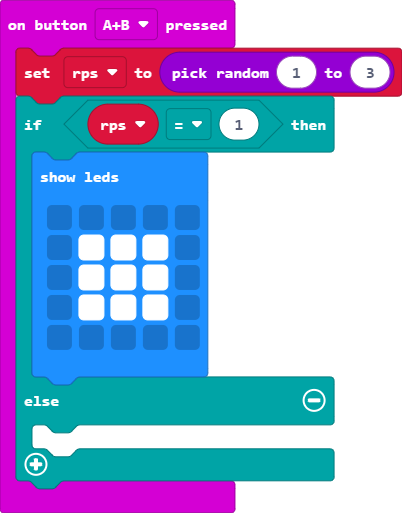 on button A+B pressed
set rps to pick random 1 to 3
if rps = 1 then
show leds
else